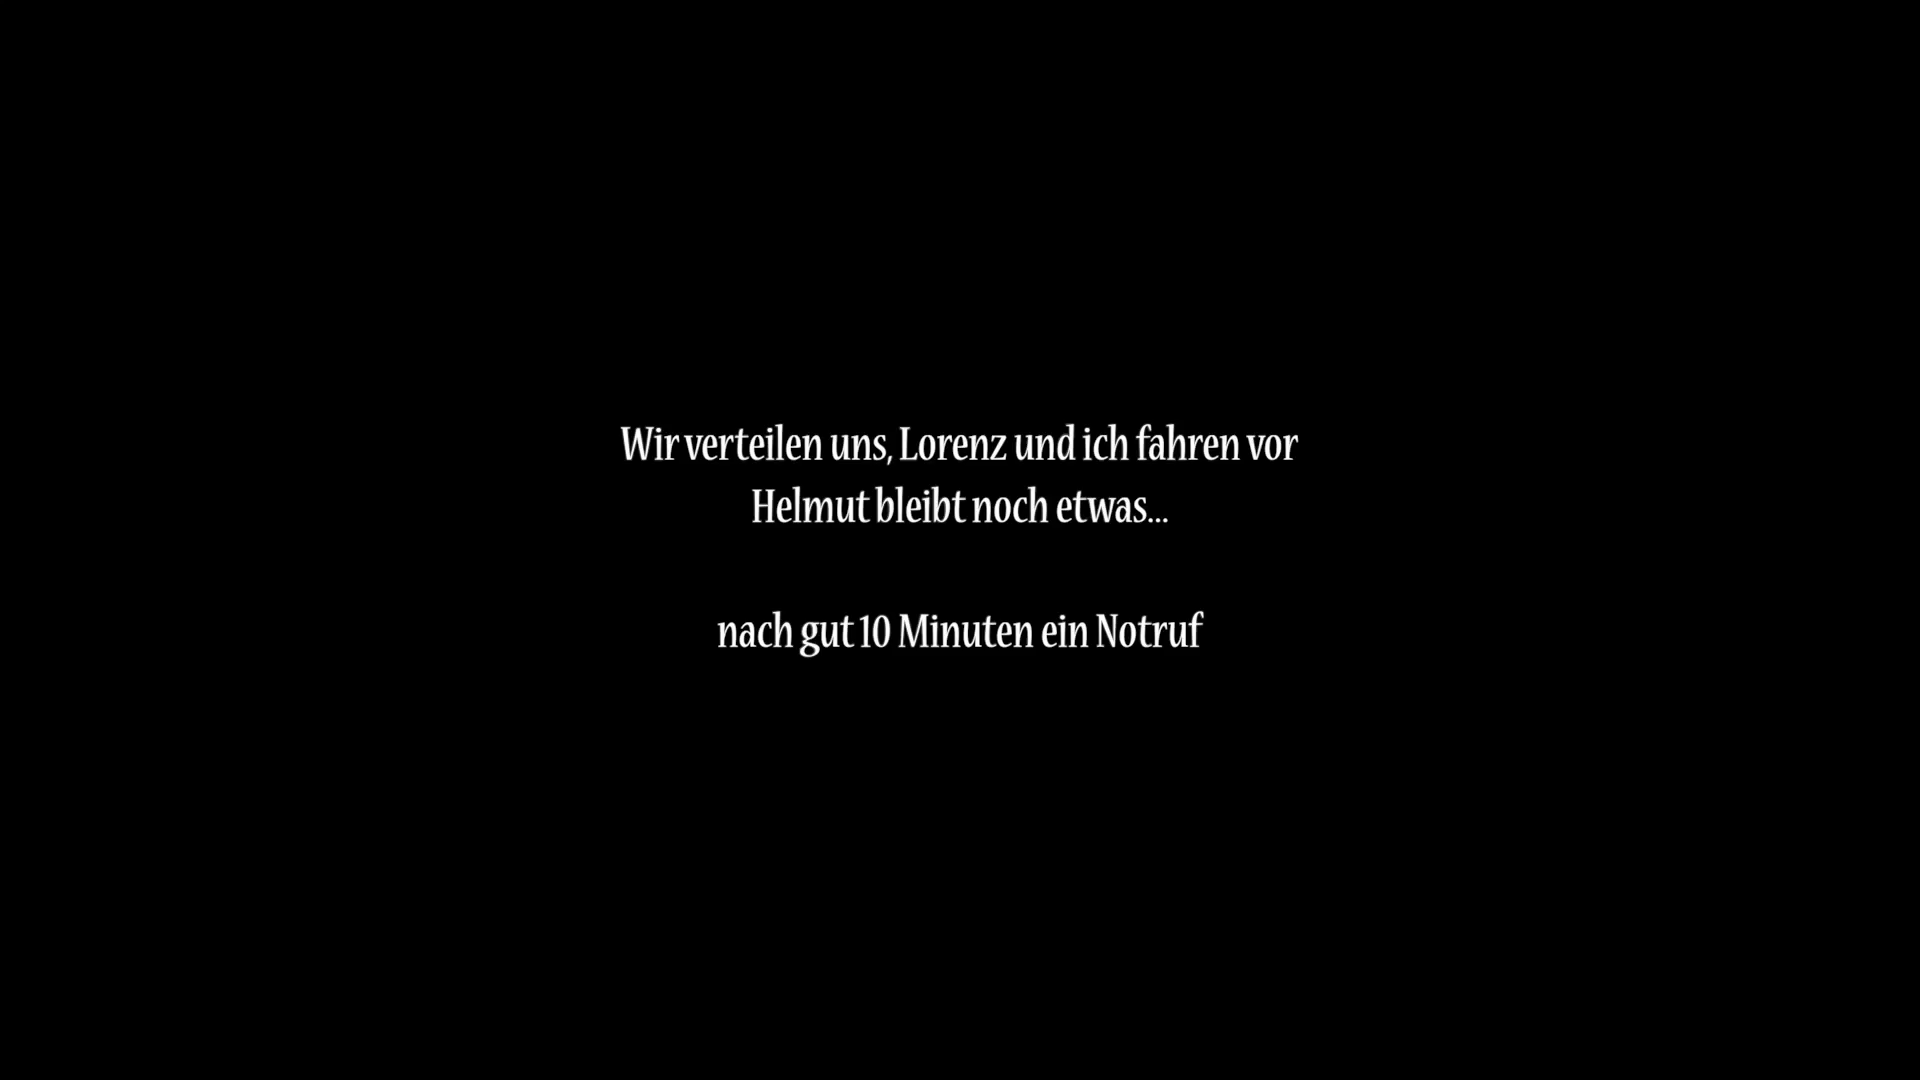 Wir verteilen uns, Lorenz und ich fahren vor
Helmut bleibt noch etwas...
nach gut 10 Minuten ein Notruf